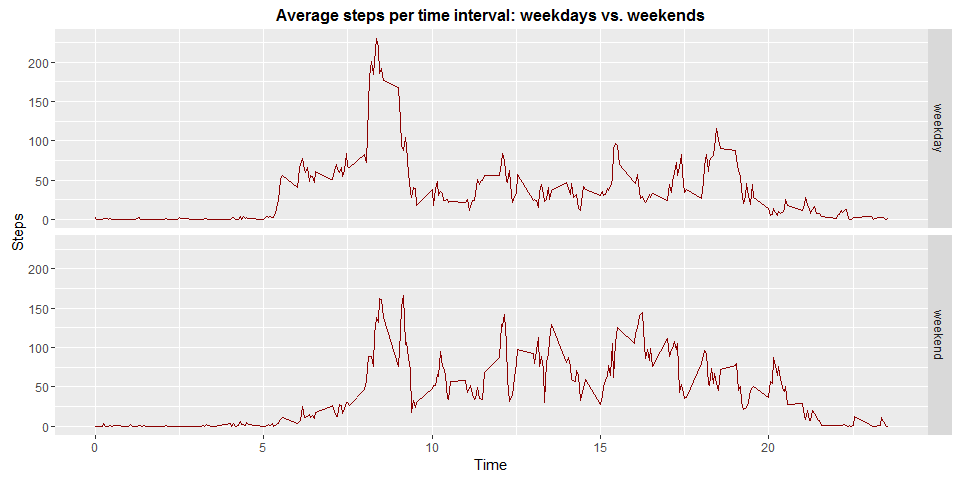 Average steps per time interval: weekdays vs. weekends
200
150
100
50
0
weekday
Steps
200
150
100
50
0
weekend
0 5 10 15 20
Time